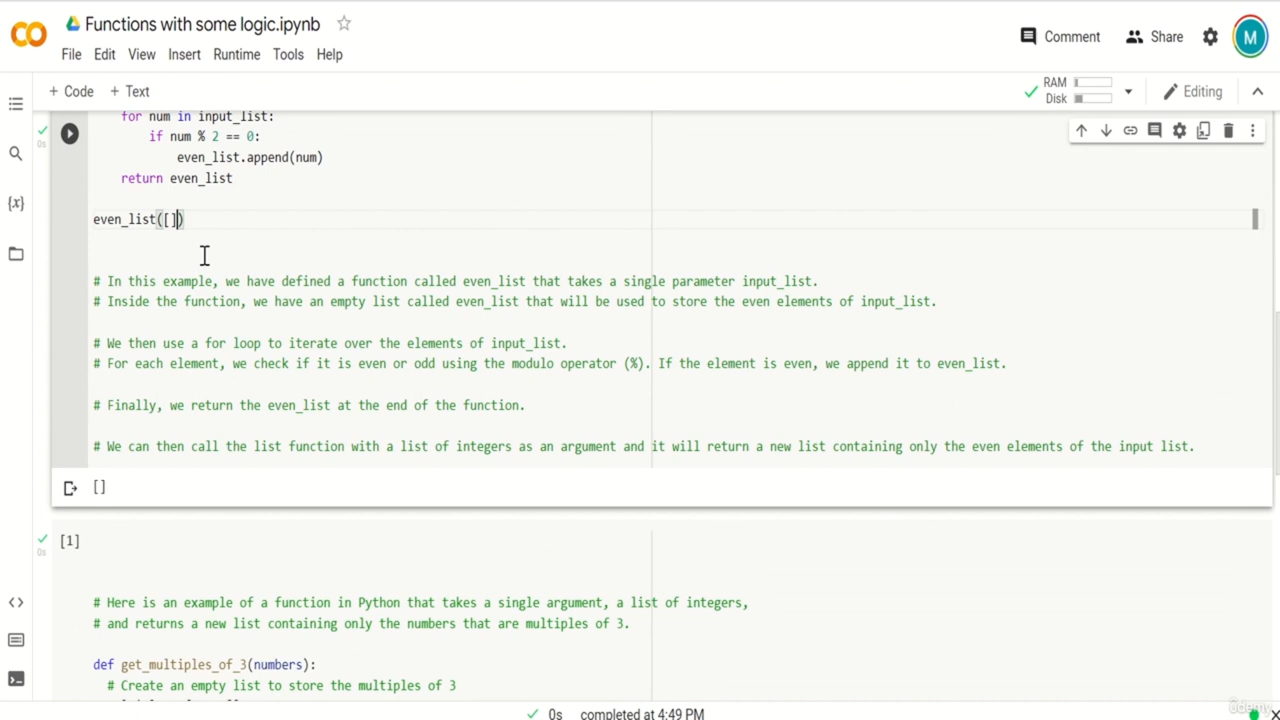 Functions with some logic.ipynb
Comment Share M
File Edit View Insert Runtime Tools Help
+ Code + Text
RAM
Disk
Editing
for num in input_list:
if num % 2 == 0:
even_list.append(num)
return even_list
even_list([])
# In this example, we have defined a function called even_list that takes a single parameter input_list.
# Inside the function, we have an empty list called even_list that will be used to store the even elements of input_list.
# We then use a for loop to iterate over the elements of input_list.
# For each element, we check if it is even or odd using the modulo operator (%). If the element is even, we append it to even_list.
# Finally, we return the even_list at the end of the function.
# We can then call the list function with a list of integers as an argument and it will return a new list containing only the even elements of the input list.
0s
{x}
[]
[1]
0s
# Here is an example of a function in Python that takes a single argument, a list of integers,
# and returns a new list containing only the numbers that are multiples of 3.
def get_multiples_of_3(numbers):
# Create an empty list to store the multiples of 3
0s completed at 4:49 PM
ûdemy